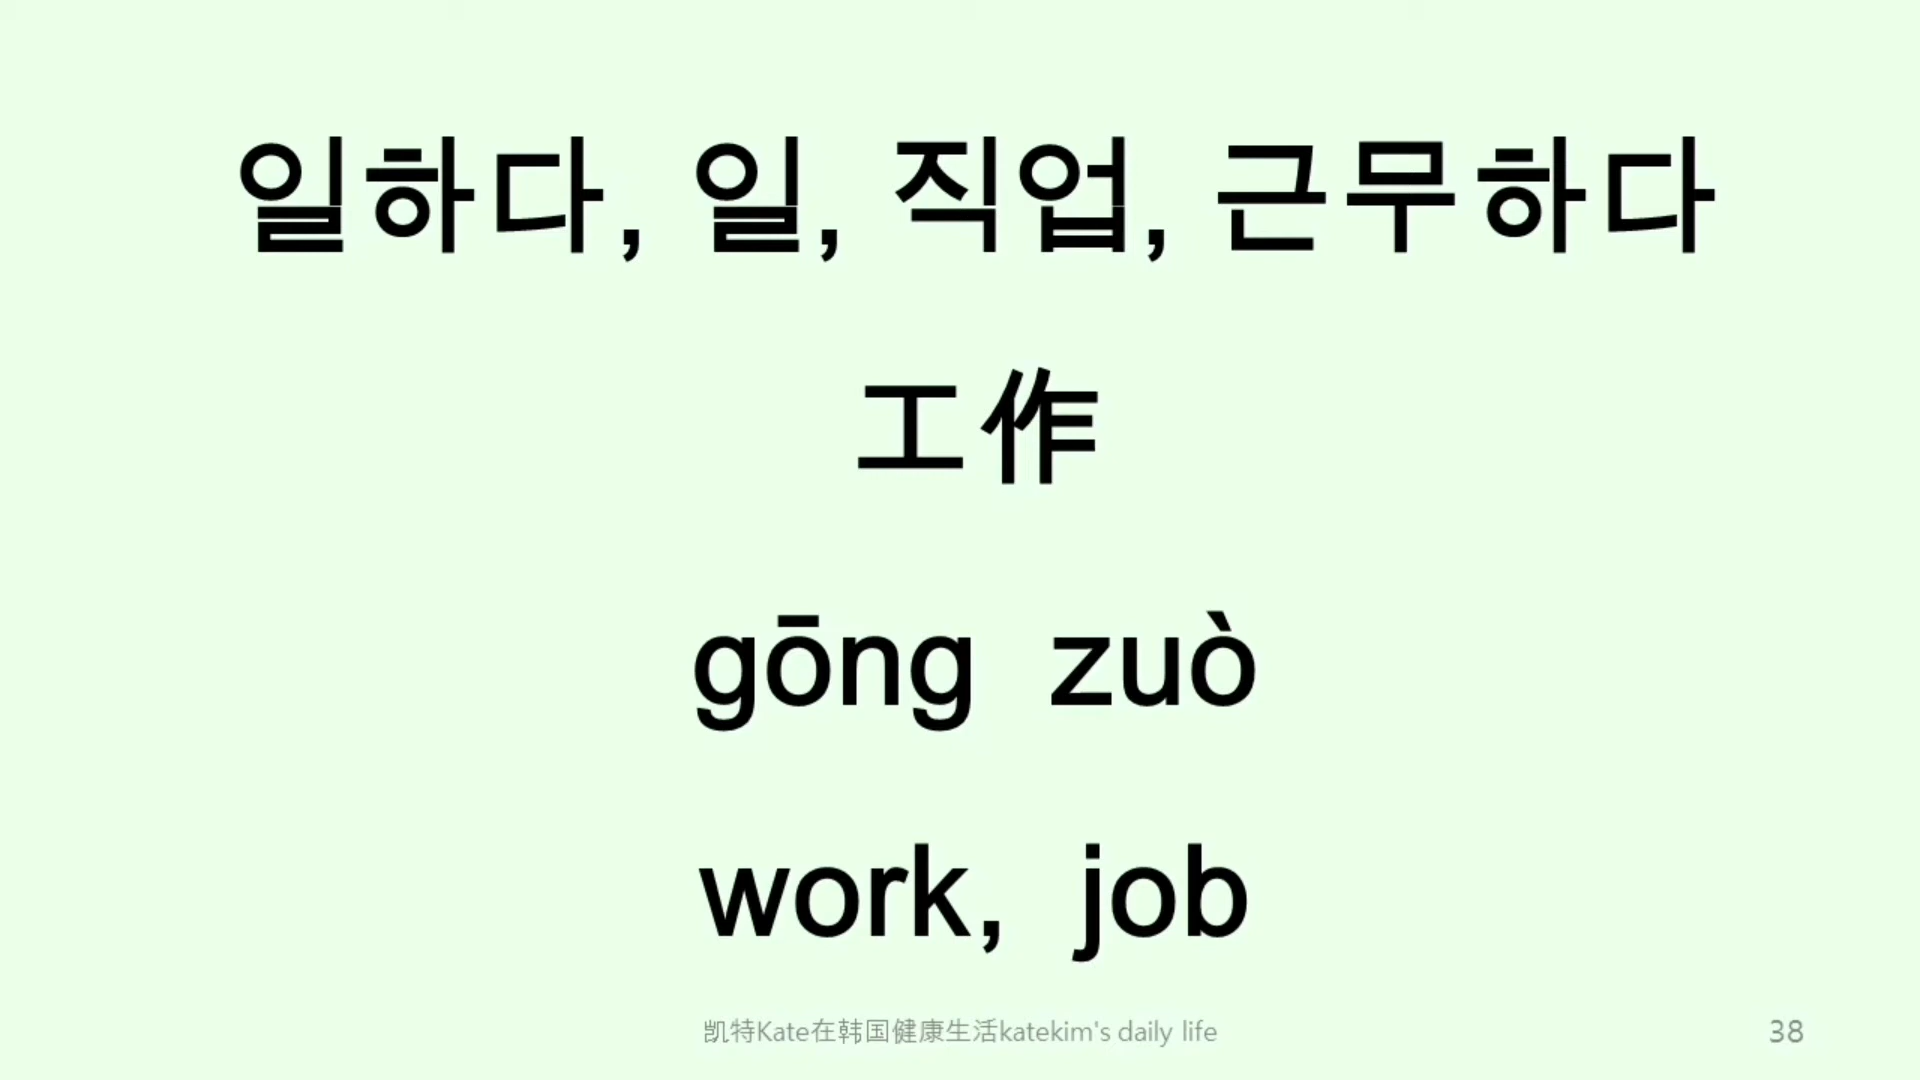 일하다, 일, 직업, 근무하다
工作
gōng zuò
work, job
凯特Kate在韩国健康生活katekim's daily life
38